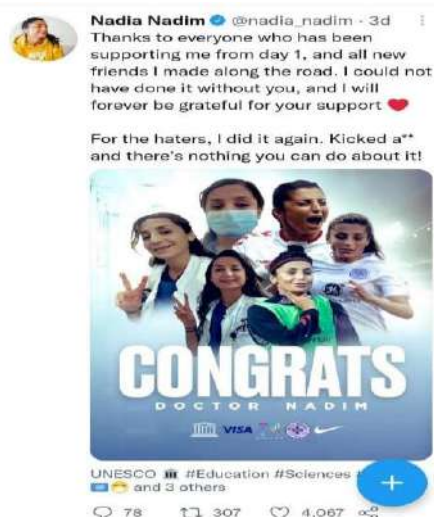 Nadia Nadim @nadia_nadim · 3d
Thanks to everyone who has been
supporting me from day 1, and all new
friends I made along the road. I could not
have done it without you, and I will
forever be grateful for your support
For the haters, I did it again. Kicked a**
and there's nothing you can do about it!
CONGRATS
DOCTOR NADIM
VISA
UNESCO #Education #Sciences
and 3 others
78 307 4,067